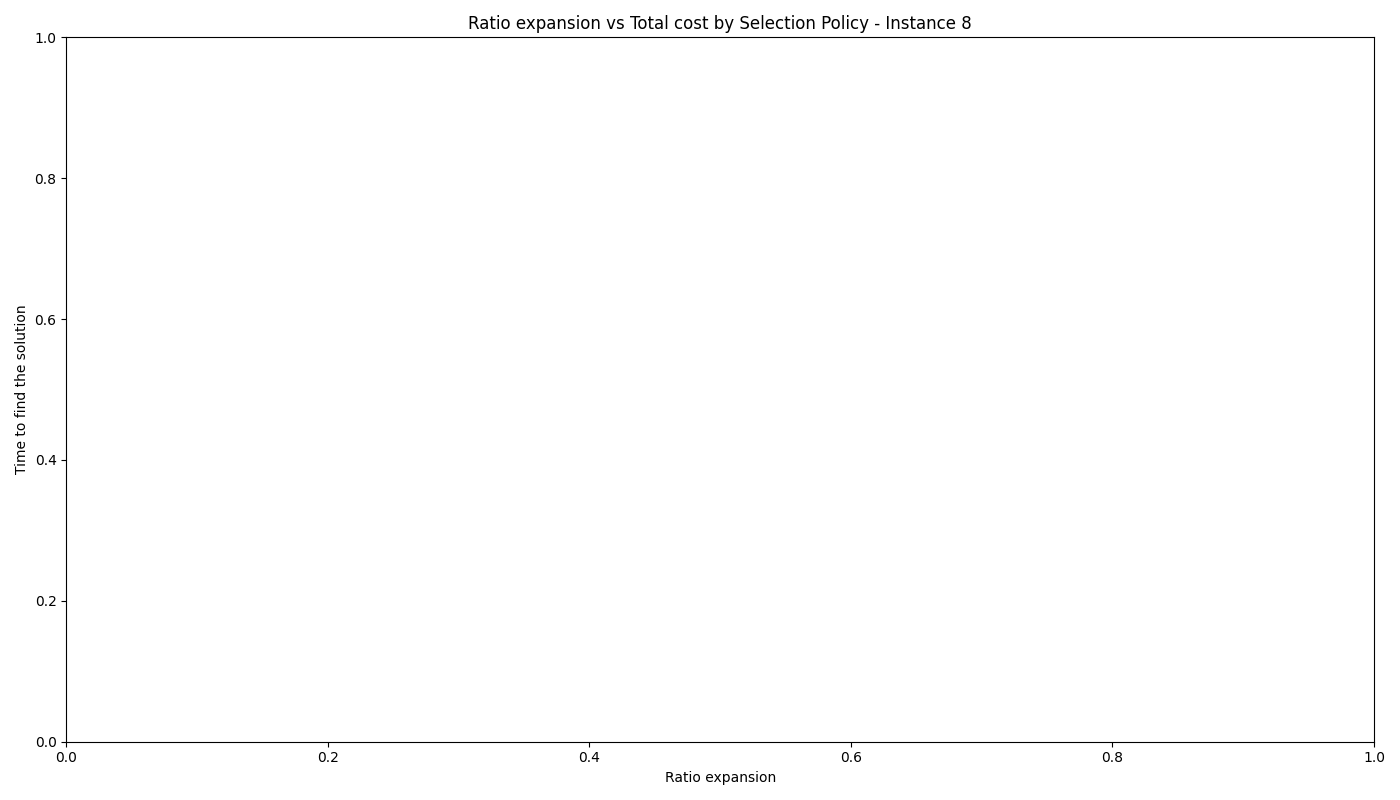 Ratio expansion vs Total cost by Selection Policy - Instance 8
1.0
0.8
0.6
0.4
0.2
0.0
Time to find the solution
0.0 0.2 0.4 0.6 0.8 1.0
Ratio expansion